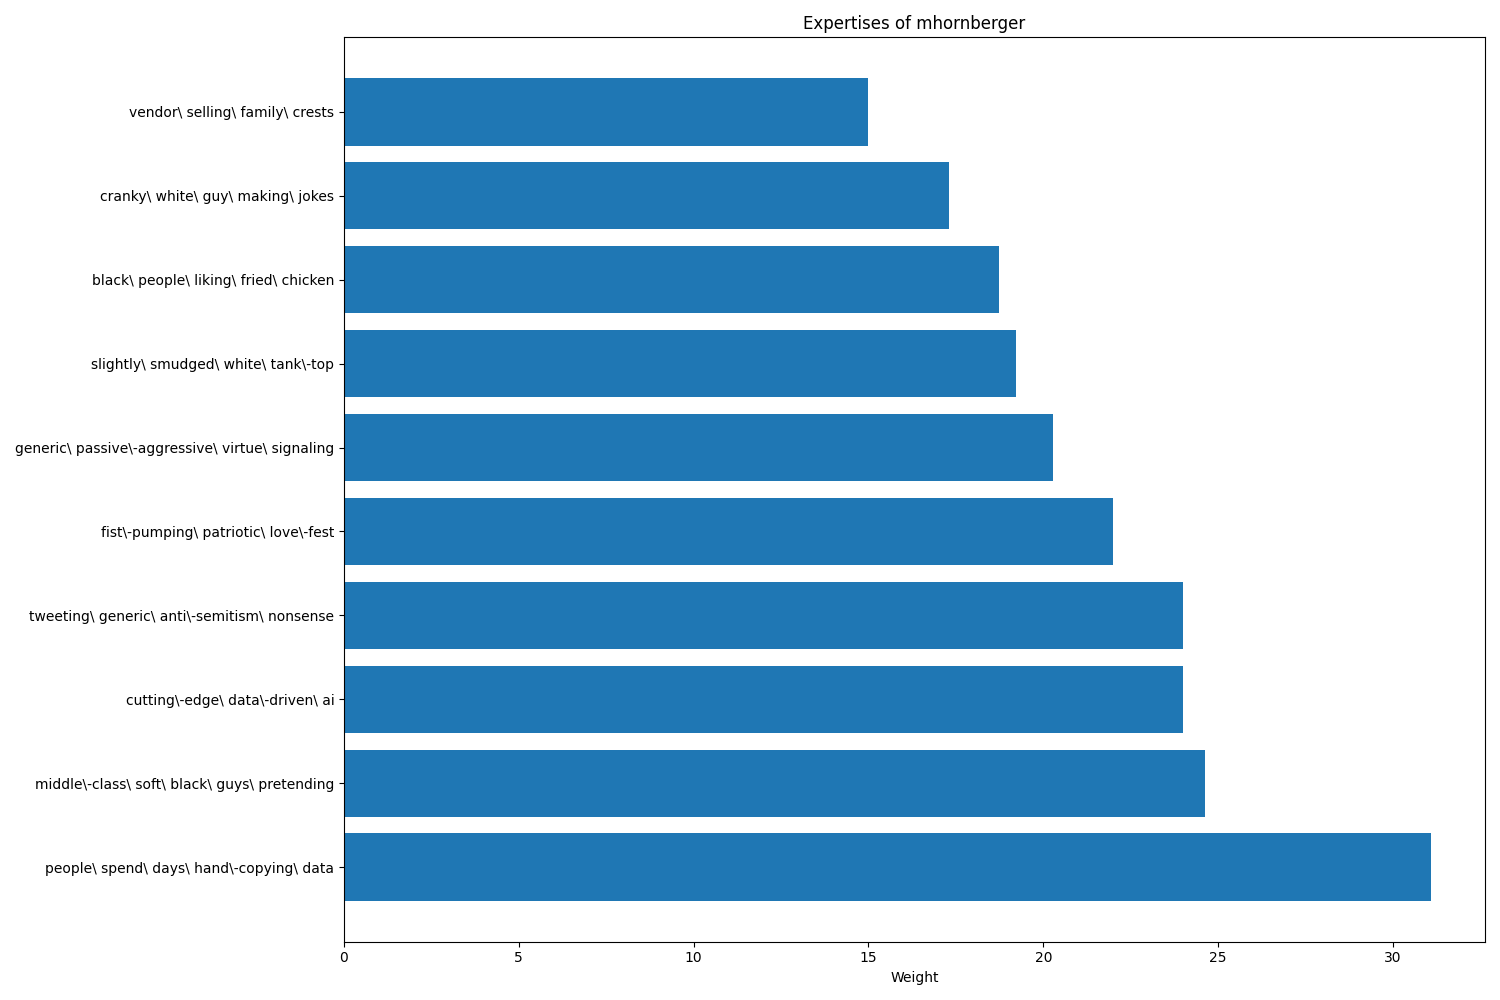 Expertises of mhornberger
vendor\ selling\ family\ crests
cranky\ white\ guy\ making\ jokes
black\ people\ liking\ fried\ chicken
slightly\ smudged\ white\ tank\-top
generic\ passive\-aggressive\ virtue\ signaling
fist\-pumping\ patriotic\ love\-fest
tweeting\ generic\ anti\-semitism\ nonsense
cutting\-edge\ data\-driven\ ai
middle\-class\ soft\ black\ guys\ pretending
people\ spend\ days\ hand\-copying\ data
0 5 10 15 20 25 30
Weight